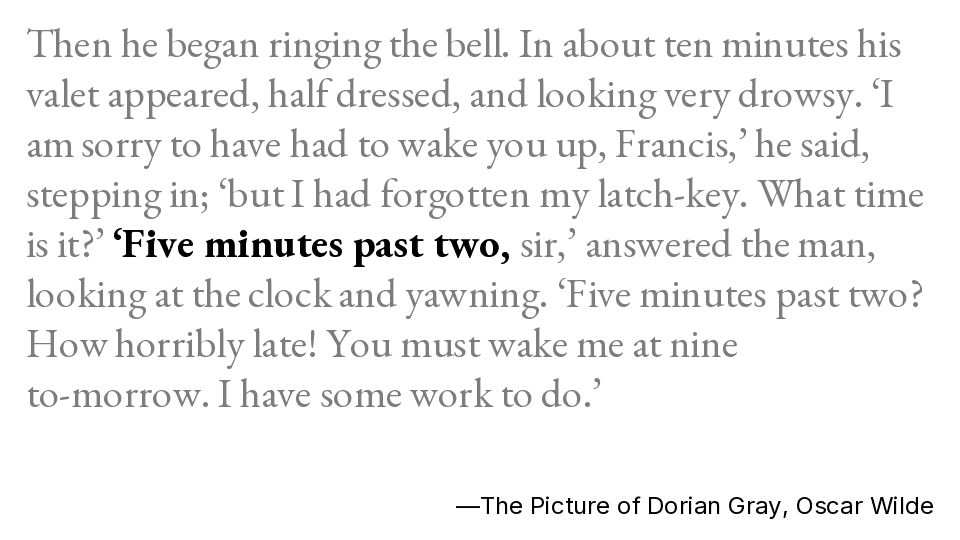 Then he began ringing the bell. In about ten minutes his
valet appeared, half dressed, and looking very drowsy. ‘I
am sorry to have had to wake you up, Francis,’ he said,
stepping in; ‘but I had forgotten my latch-key. What time
is it?’ ‘Five minutes past two, sir,’ answered the man,
looking at the clock and yawning. ‘Five minutes past two?
How horribly late! You must wake me at nine
to-morrow. I have some work to do.’
—The Picture of Dorian Gray, Oscar Wilde